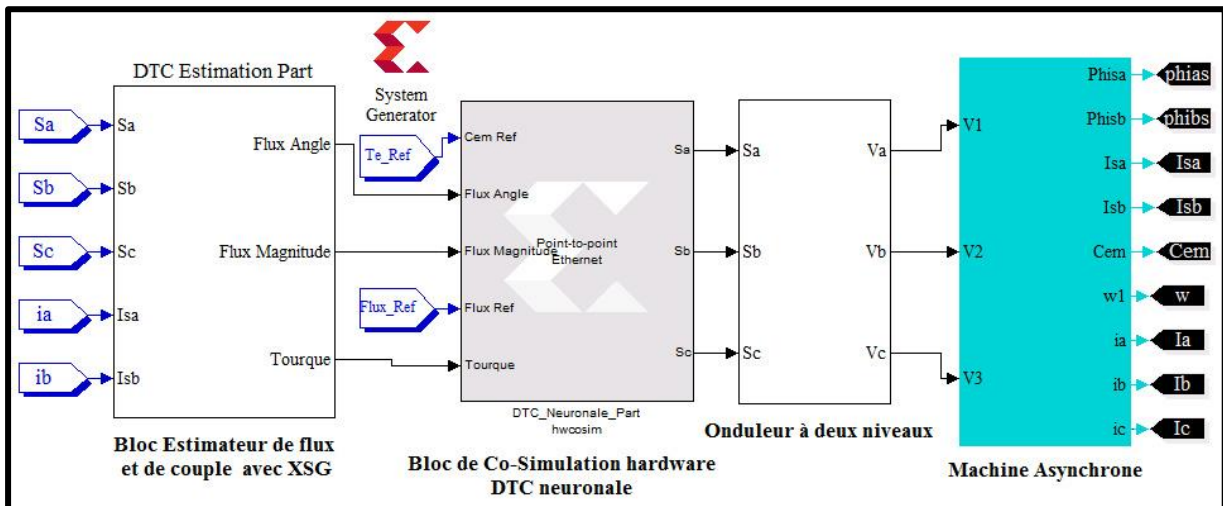 DTC Estimation Part
System
Generator
Sa
Sb
Sc
ia
ib
Sa
Sb
Sc
Isa
Isb
Flux Angle
Flux Magnitude
Tourque
Te_Ref
Flux_Ref
Cem Ref
Flux Angle
Flux Magnitude
Flux Ref
Tourque
Point-to-point
Ethernet
Sa
Sb
Sc
DTC_Neuronale_Part
hwcosim
Sa
Sb
Sc
Va
Vb
Vc
V1
V2
V3
Phisa
Phisb
Isa
Isb
Cem
w1
ia
ib
ic
phias
phibs
Isa
Isb
Cem
w
Ia
Ib
Ic
Bloc Estimateur de flux
et de couple avec XSG
Bloc de Co-Simulation hardware
DTC neuronale
Onduleur à deux niveaux
Machine Asynchrone